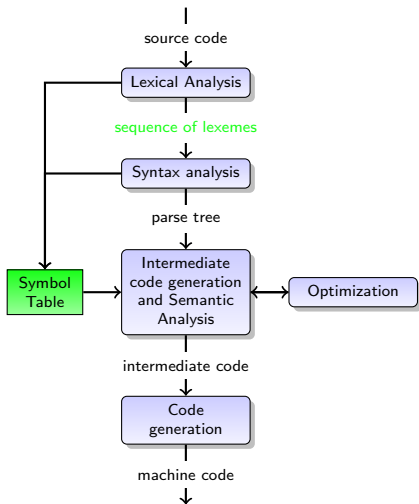 source code
Lexical Analysis
sequence of lexemes
Syntax analysis
parse tree
Symbol
Table
Intermediate
code generation
and Semantic
Analysis
Optimization
intermediate code
Code
generation
machine code